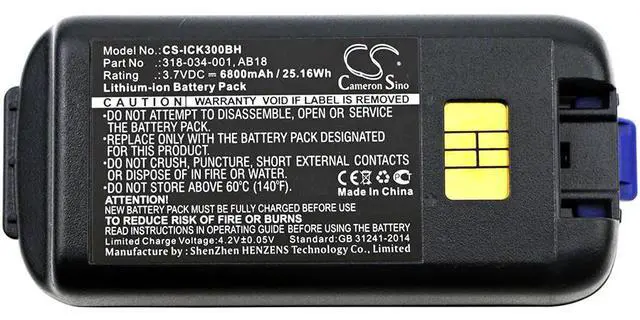 Model No.: CS-ICK300BH
Part No :318-034-001, AB18
Rating :3.7VDC⎓6800mAh / 25.16Wh
Lithium-ion Battery Pack
CS
Cameron Sino
CAUTION WARRANTY VOID IF LABEL IS REMOVED
•DO NOT ATTEMPT TO DISASSEMBLE, OPEN OR SERVICE
THE BATTERY PACK.
•REPLACE ONLY WITH THE BATTERY PACK DESIGNATED
FOR THIS PRODUCT.
•DO NOT CRUSH, PUNCTURE, SHORT EXTERNAL CONTACTS
OR DISPOSE OF IN FIRE OR WATER.
•DO NOT STORE ABOVE 60℃ (140℉).
CE
Made In China
ATTENTION!
NEW BATTERY PACK MUST BE CHARGED BEFORE USE
TO REDUCE RISK OF FIRE OR BURNS
READ INSTRUCTIONS IN OPERATING GUIDE BEFORE USING BATTERY
Limited Charge Voltage:4.2V±0.05V Standard:GB 31241-2014
Manufacture by : ShenZhen HENZENS Technology Co., Limited